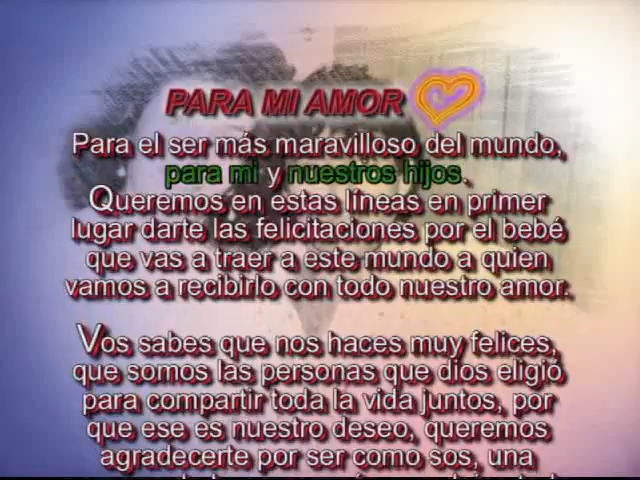 PARA MI AMOR
Para el ser más maravilloso del mundo,
para mi y nuestros hijos.
Queremos en estas líneas en primer
lugar darte las felicitaciones por el bebé
que vas a traer a este mundo a quien
vamos a recibirlo con todo nuestro amor.
Vos sabes que nos haces muy felices,
que somos las personas que dios eligió
para compartir toda la vida juntos, por
que ese es nuestro deseo, queremos
agradecerte por ser como sos, una